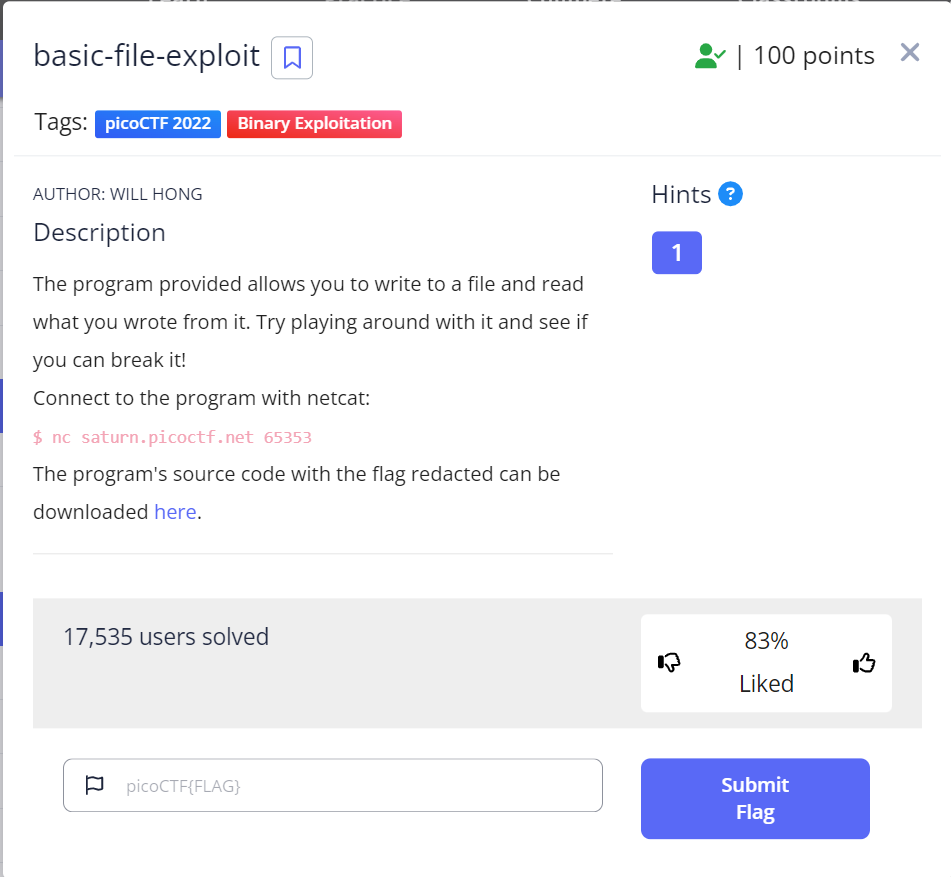 basic-file-exploit
| 100 points
Tags: picoCTF 2022 Binary Exploitation
AUTHOR: WILL HONG
Description
The program provided allows you to write to a file and read
what you wrote from it. Try playing around with it and see if
you can break it!
Connect to the program with netcat:
$ nc saturn.picoctf.net 65353
The program's source code with the flag redacted can be
downloaded here.
Hints ?
1
17,535 users solved
83%
Liked
picoCTF{FLAG}
Submit
Flag